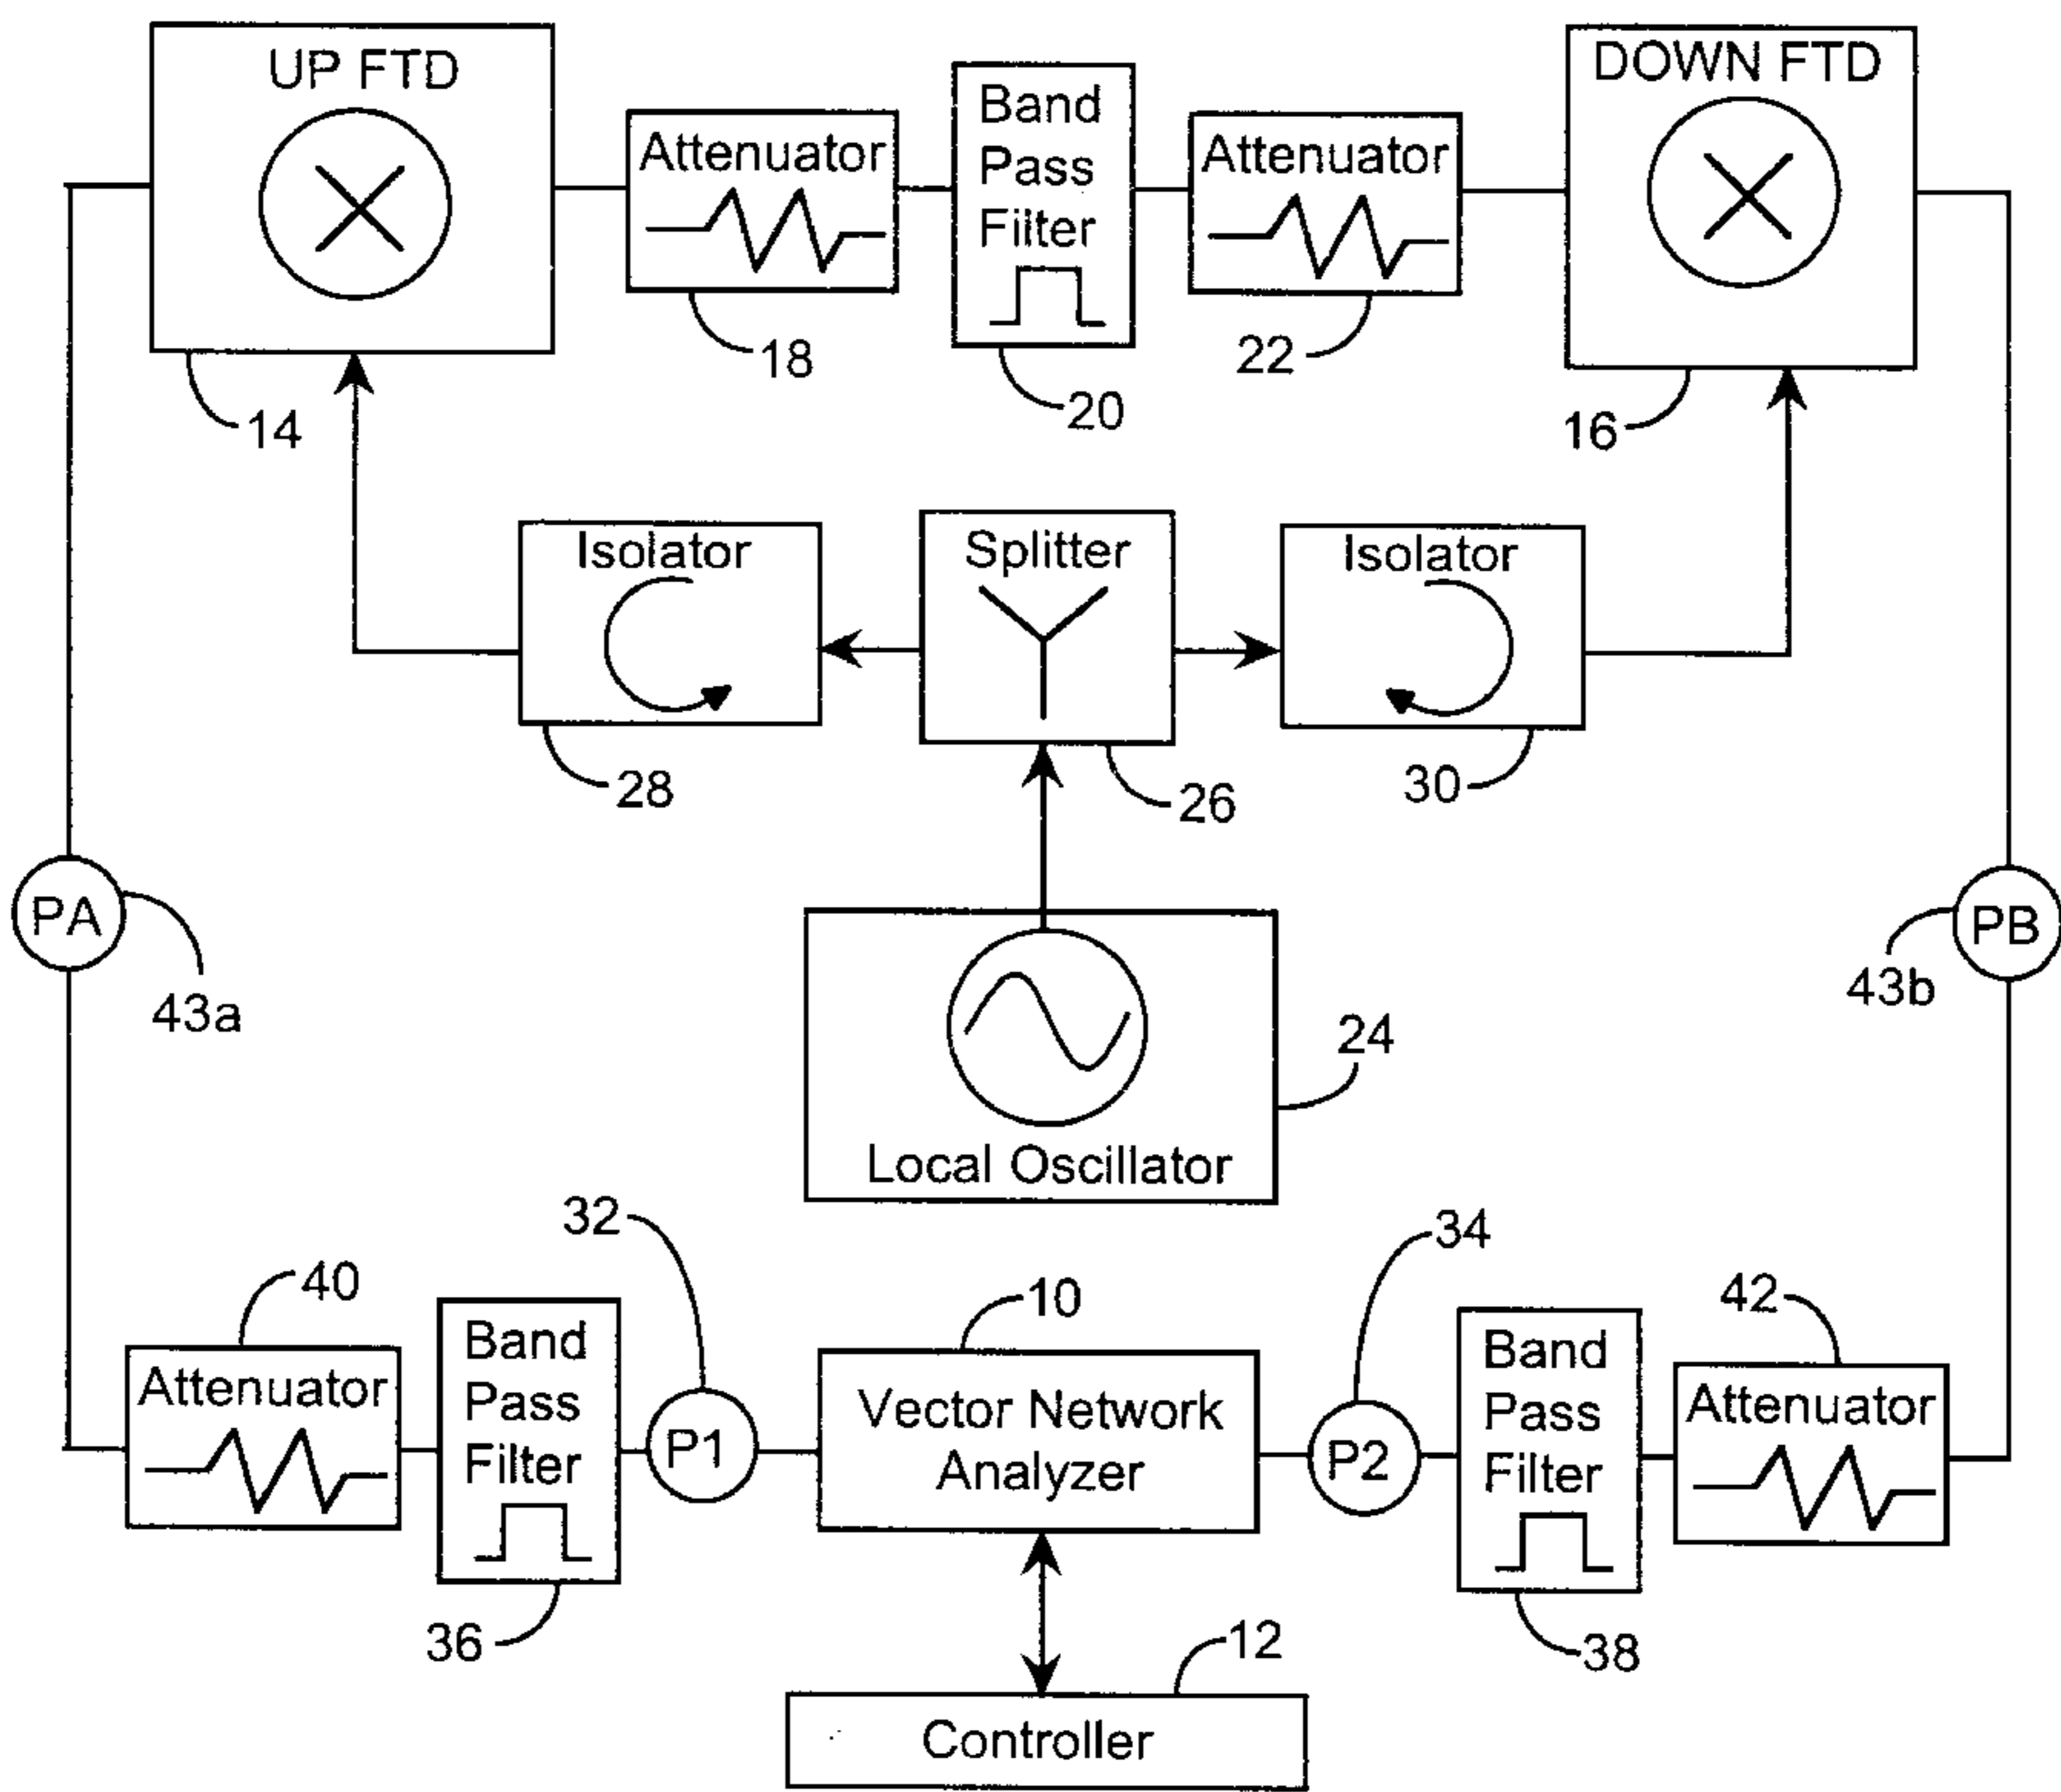 UP FTD
DOWN FTD
Attenuator
Band
Pass
Filter
Attenuator
14
18
20
22
16
Isolator
Splitter
Isolator
28
26
30
PA
43a
PB
43b
24
Local Oscillator
32
34
40
10
42
Attenuator
Band
Pass
Filter
P1
Vector Network
Analyzer
P2
Band
Pass
Filter
Attenuator
36
12
38
Controller